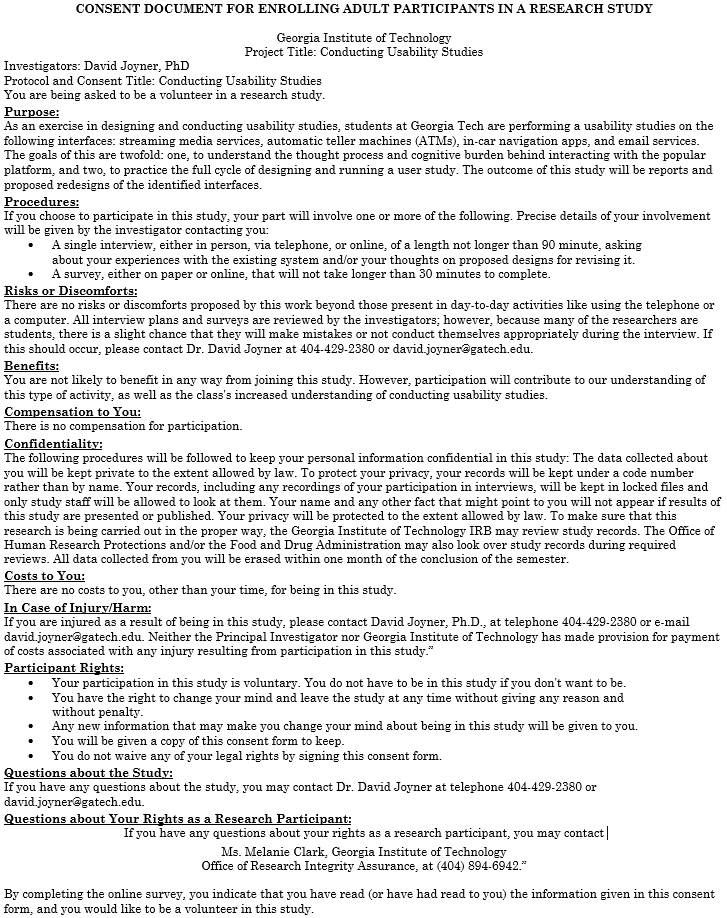 CONSENT DOCUMENT FOR ENROLLING ADULT PARTICIPANTS IN A RESEARCH STUDY
Georgia Institute of Technology
Project Title: Conducting Usability Studies
Investigators: David Joyner, PhD
Protocol and Consent Title: Conducting Usability Studies
You are being asked to be a volunteer in a research study.
Purpose:
As an exercise in designing and conducting usability studies, students at Georgia Tech are performing a usability studies on the
following interfaces: streaming media services, automatic teller machines (ATMs), in-car navigation apps, and email services.
The goals of this are twofold: one, to understand the thought process and cognitive burden behind interacting with the popular
platform, and two, to practice the full cycle of designing and running a user study. The outcome of this study will be reports and
proposed redesigns of the identified interfaces.
Procedures:
If you choose to participate in this study, your part will involve one or more of the following. Precise details of your involvement
will be given by the investigator contacting you:
• A single interview, either in person, via telephone, or online, of a length not longer than 90 minute, asking
about your experiences with the existing system and/or your thoughts on proposed designs for revising it.
• A survey, either on paper or online, that will not take longer than 30 minutes to complete.
Risks or Discomforts:
There are no risks or discomforts proposed by this work beyond those present in day-to-day activities like using the telephone or
a computer. All interview plans and surveys are reviewed by the investigators; however, because many of the researchers are
students, there is a slight chance that they will make mistakes or not conduct themselves appropriately during the interview. If
this should occur, please contact Dr. David Joyner at 404-429-2380 or david.joyner@gatech.edu.
Benefits:
You are not likely to benefit in any way from joining this study. However, participation will contribute to our understanding of
this type of activity, as well as the class's increased understanding of conducting usability studies.
Compensation to You:
There is no compensation for participation.
Confidentiality:
The following procedures will be followed to keep your personal information confidential in this study: The data collected about
you will be kept private to the extent allowed by law. To protect your privacy, your records will be kept under a code number
rather than by name. Your records, including any recordings of your participation in interviews, will be kept in locked files and
only study staff will be allowed to look at them. Your name and any other fact that might point to you will not appear if results of
this study are presented or published. Your privacy will be protected to the extent allowed by law. To make sure that this
research is being carried out in the proper way, the Georgia Institute of Technology IRB may review study records. The Office of
Human Research Protections and/or the Food and Drug Administration may also look over study records during required
reviews. All data collected from you will be erased within one month of the conclusion of the semester.
Costs to You:
There are no costs to you, other than your time, for being in this study.
In Case of Injury/Harm:
If you are injured as a result of being in this study, please contact David Joyner, Ph.D., at telephone 404-429-2380 or e-mail
david.joyner@gatech.edu. Neither the Principal Investigator nor Georgia Institute of Technology has made provision for payment
of costs associated with any injury resulting from participation in this study.”
Participant Rights:
• Your participation in this study is voluntary. You do not have to be in this study if you don't want to be.
• You have the right to change your mind and leave the study at any time without giving any reason and
without penalty.
• Any new information that may make you change your mind about being in this study will be given to you.
• You will be given a copy of this consent form to keep.
• You do not waive any of your legal rights by signing this consent form.
Questions about the Study:
If you have any questions about the study, you may contact Dr. David Joyner at telephone 404-429-2380 or
david.joyner@gatech.edu.
Questions about Your Rights as a Research Participant:
If you have any questions about your rights as a research participant, you may contact
Ms. Melanie Clark, Georgia Institute of Technology
Office of Research Integrity Assurance, at (404) 894-6942.”
By completing the online survey, you indicate that you have read (or have had read to you) the information given in this consent
form, and you would like to be a volunteer in this study.